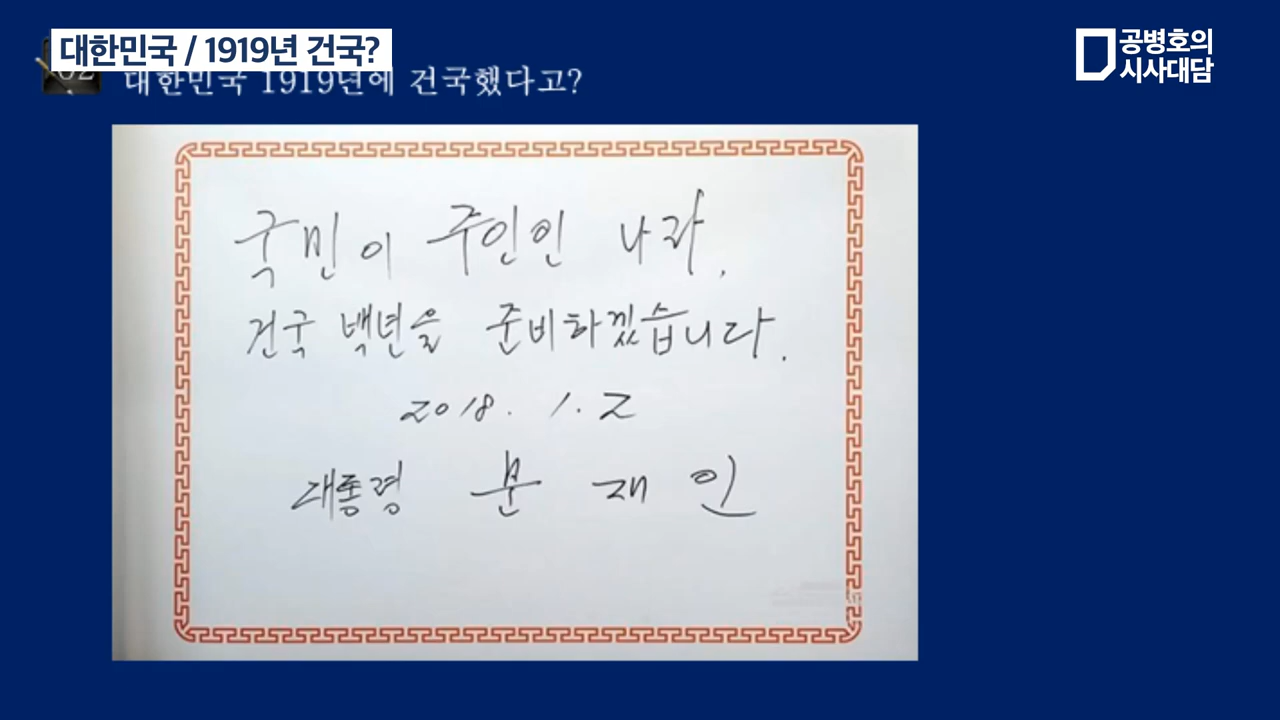 대한민국 / 1919년 건국?
공병호의
시사대담
02 대한민국 1919년에 건국했다고?
국민이 주인인 나라.
건국 백년을 준비하겠습니다.
2018. 1. 2
대통령 문 재 인